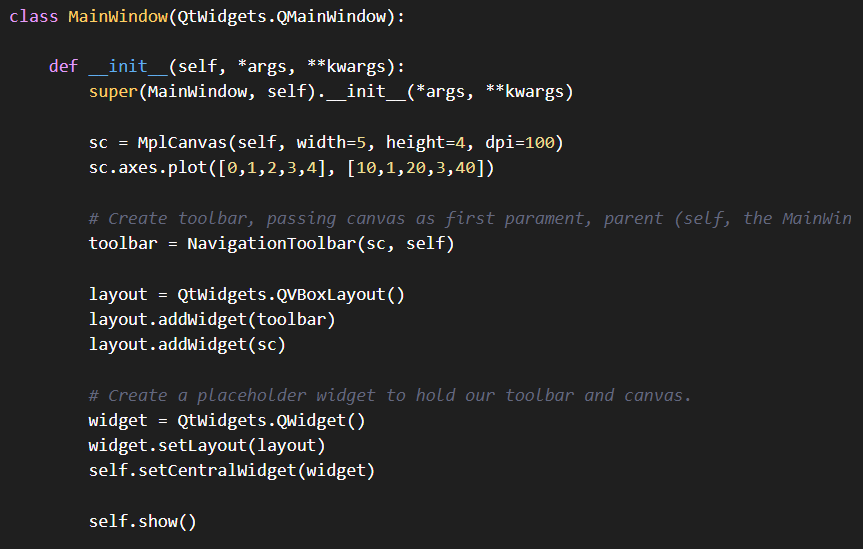 class MainWindow(QtWidgets.QMainWindow):
def __init__(self, *args, **kwargs):
super(MainWindow, self).__init__(*args, **kwargs)
sc = MplCanvas(self, width=5, height=4, dpi=100)
sc.axes.plot([0,1,2,3,4], [10,1,20,3,40])
# Create toolbar, passing canvas as first parament, parent (self, the MainWin
toolbar = NavigationToolbar(sc, self)
layout = QtWidgets.QVBoxLayout()
layout.addWidget(toolbar)
layout.addWidget(sc)
# Create a placeholder widget to hold our toolbar and canvas.
widget = QtWidgets.QWidget()
widget.setLayout(layout)
self.setCentralWidget(widget)
self.show()